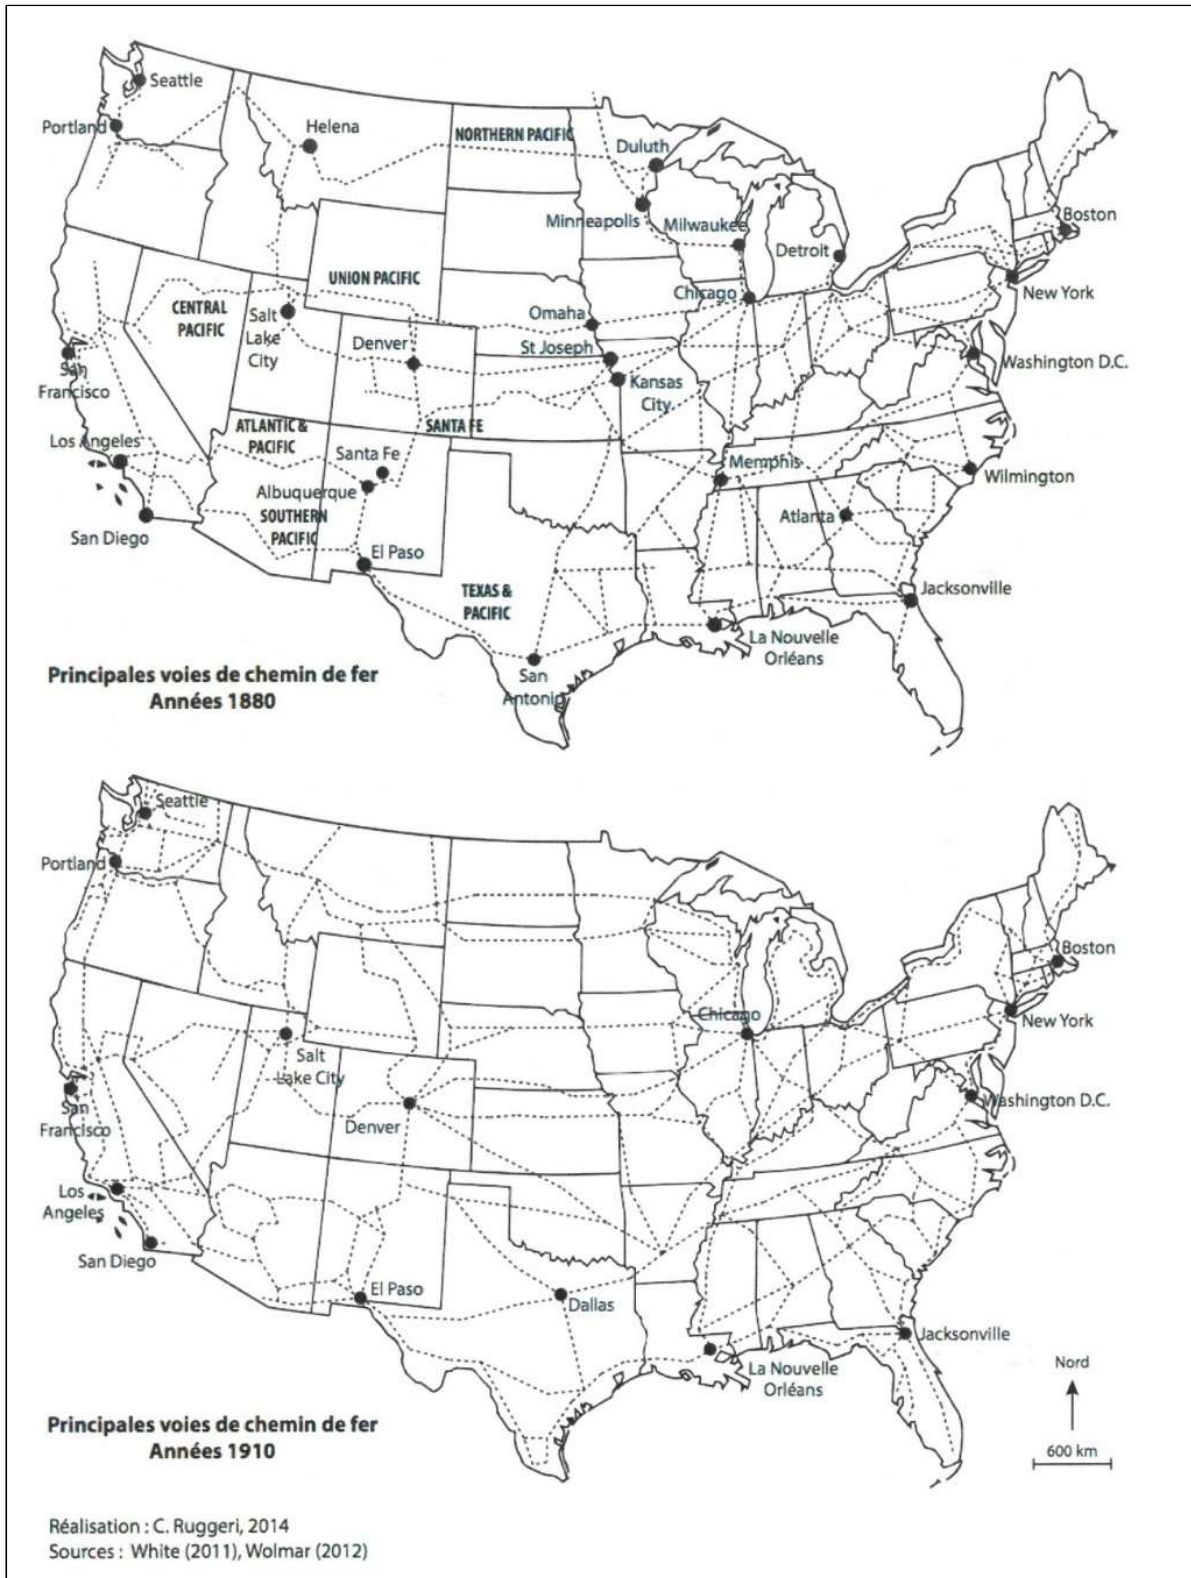 Seattle
Portland
Helena
NORTHERN PACIFIC
Duluth
Minneapolis
Milwaukee
Detroit
Boston
UNION PACIFIC
CENTRAL
PACIFIC
Salt
Lake
City
Denver
Omaha
St Joseph
Kansas
City
Chicago
New York
Washington D.C.
San
Francisco
Los Angeles
ATLANTIC &
PACIFIC
SANTA FE
Santa Fe
Albuquerque
SOUTHERN
PACIFIC
San Diego
El Paso
Memphis
Wilmington
Atlanta
TEXAS &
PACIFIC
Jacksonville
La Nouvelle
Orléans
San
Antonio
Principales voies de chemin de fer
Années 1880
Seattle
Portland
Boston
Chicago
New York
Salt
Lake City
San
Francisco
Denver
Washington D.C.
Los
Angeles
San Diego
El Paso
Dallas
Jacksonville
La Nouvelle
Orléans
Nord
600 km
Principales voies de chemin de fer
Années 1910
Réalisation : C. Ruggeri, 2014
Sources : White (2011), Wolmar (2012)